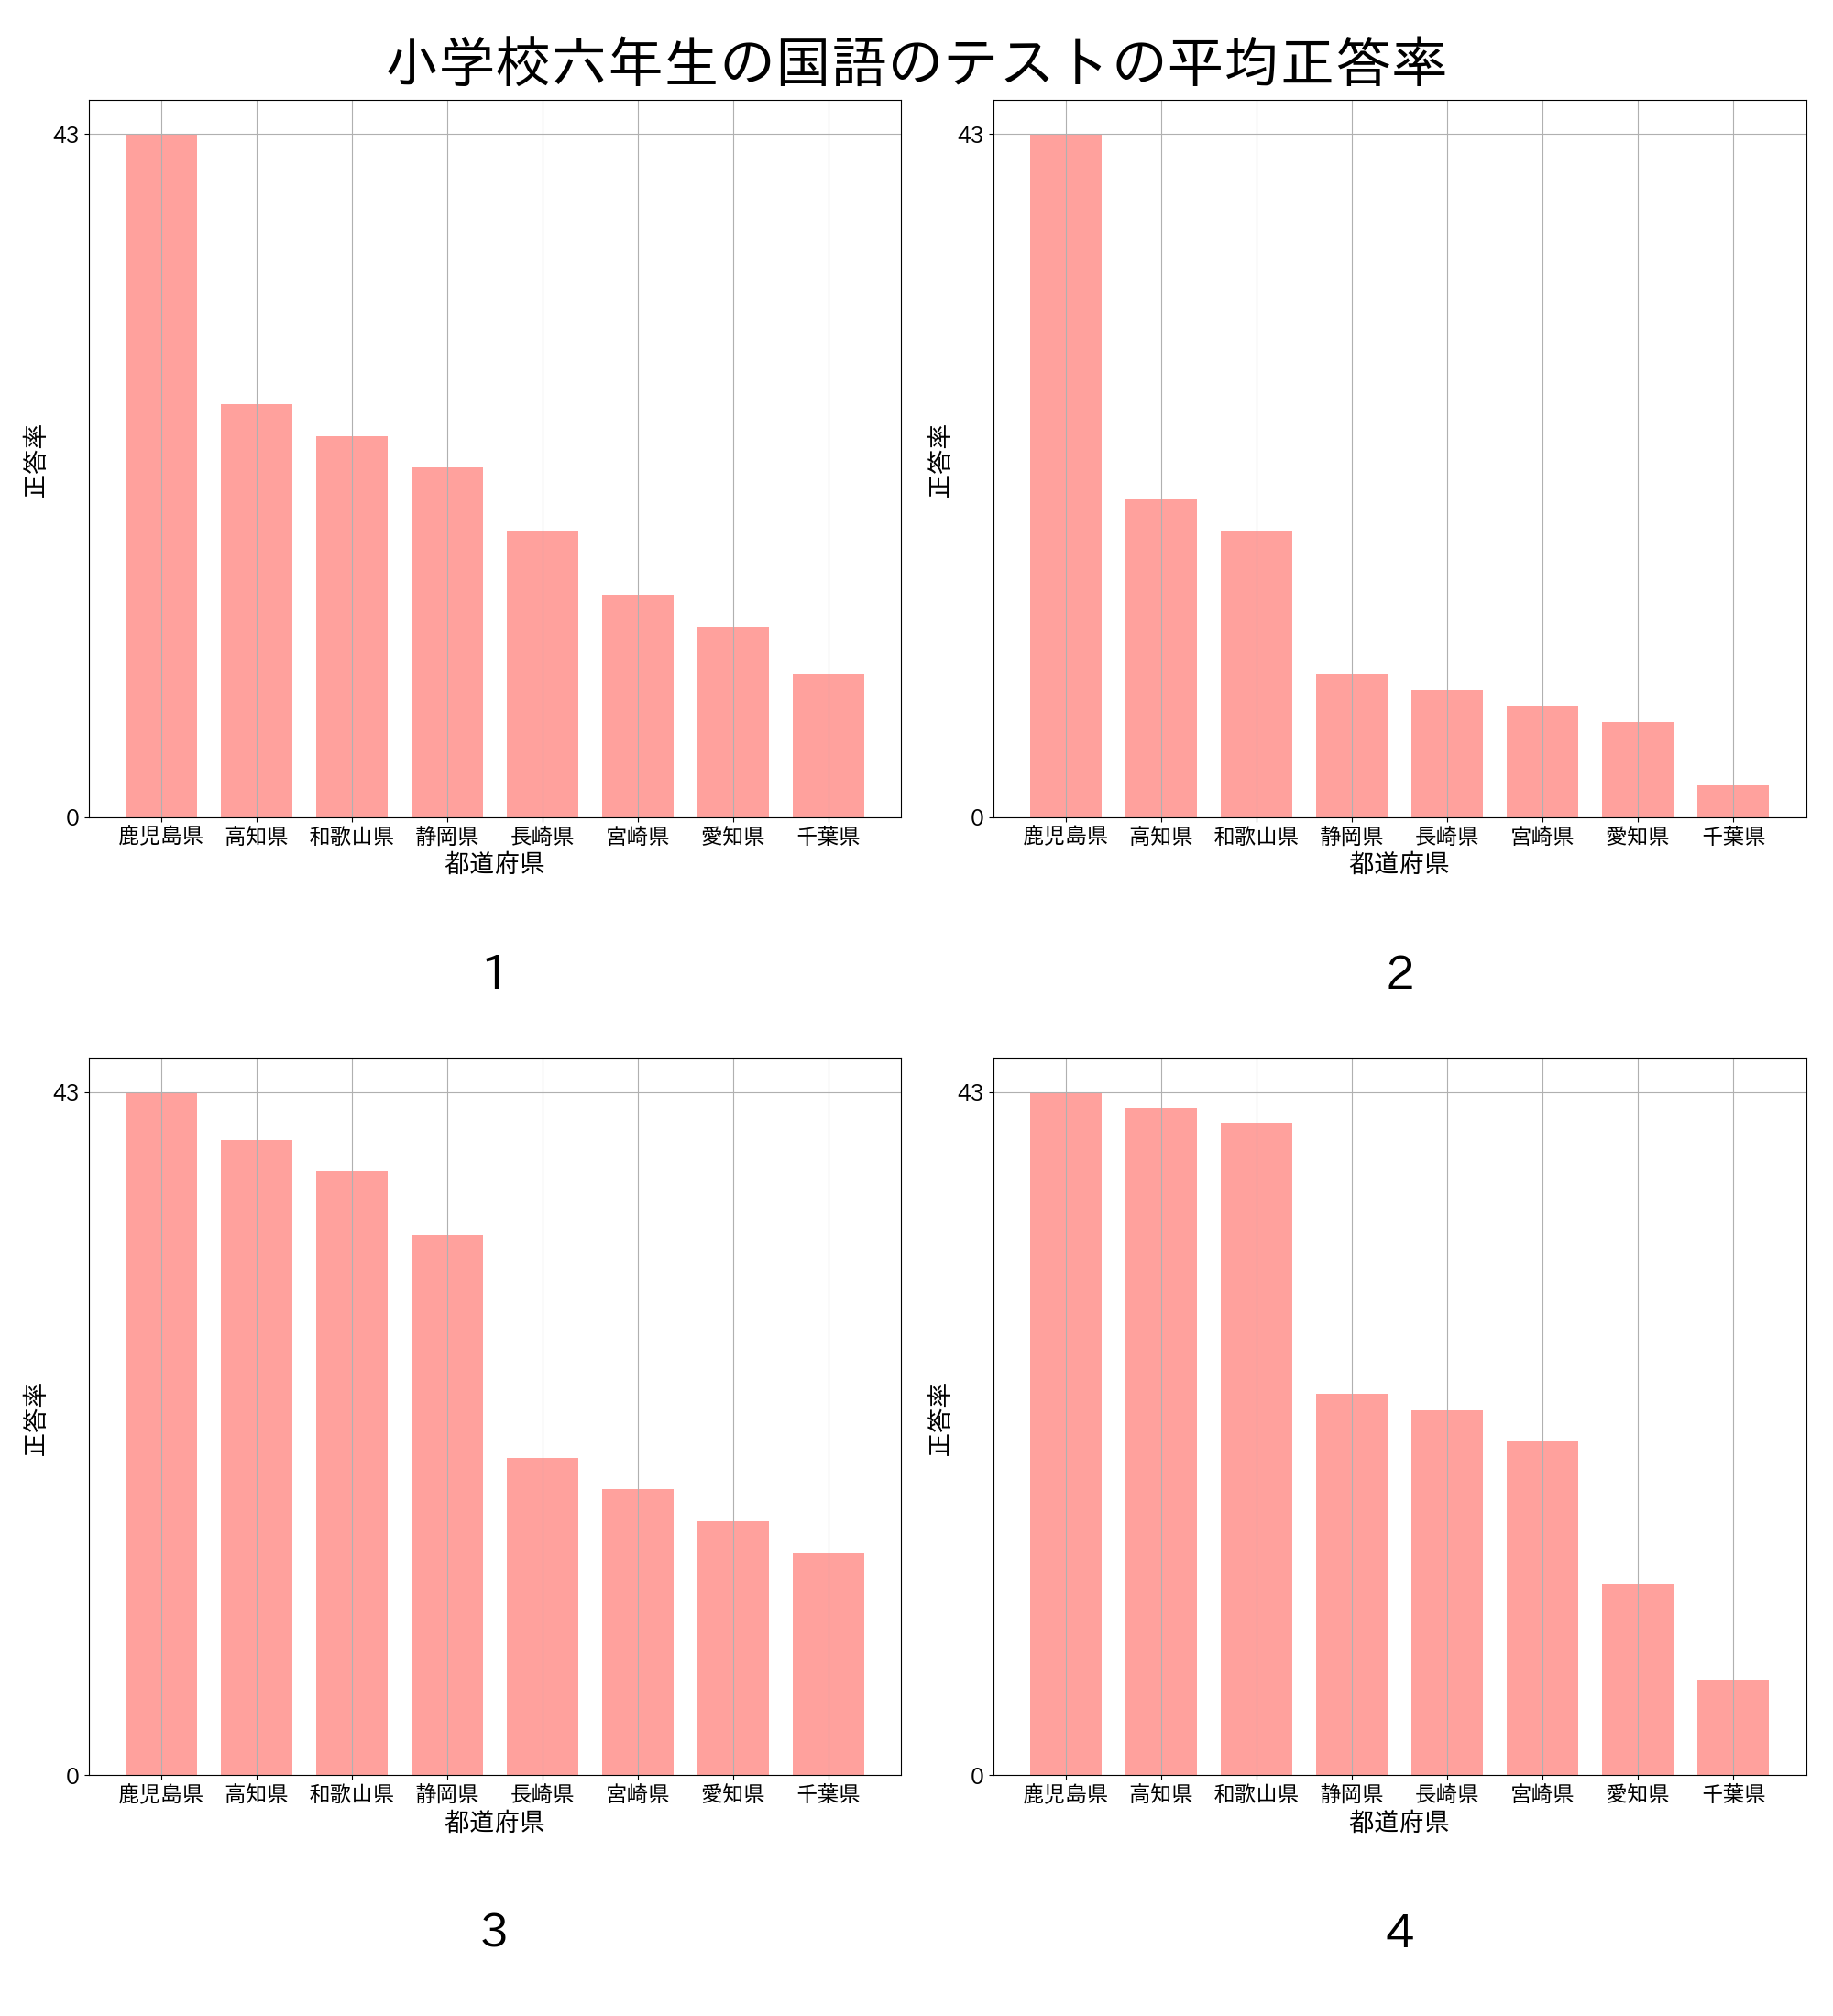 小学校六年生の国語のテストの平均正答率
43
0
正答率
鹿児島県 高知県 和歌山県 静岡県 長崎県 宮崎県 愛知県 千葉県
都道府県
1
43
0
正答率
鹿児島県 高知県 和歌山県 静岡県 長崎県 宮崎県 愛知県 千葉県
都道府県
2
43
0
正答率
鹿児島県 高知県 和歌山県 静岡県 長崎県 宮崎県 愛知県 千葉県
都道府県
3
43
0
正答率
鹿児島県 高知県 和歌山県 静岡県 長崎県 宮崎県 愛知県 千葉県
都道府県
4